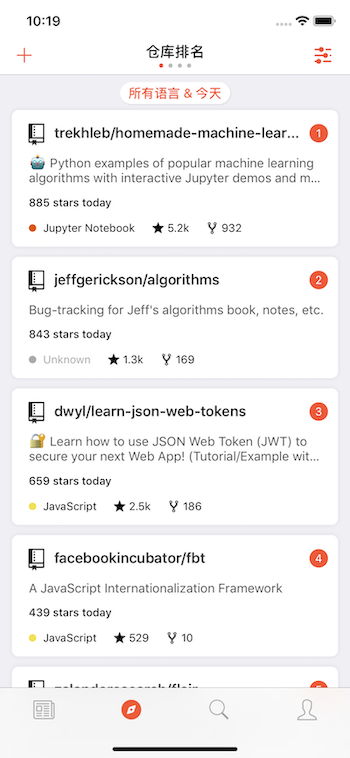 10:19
仓库排名
所有语言 & 今天
trekhleb/homemade-machine-lear...
1
🤖 Python examples of popular machine learning
algorithms with interactive Jupyter demos and m...
885 stars today
Jupyter Notebook 5.2k 932
jeffgerickson/algorithms
2
Bug-tracking for Jeff's algorithms book, notes, etc.
843 stars today
Unknown 1.3k 169
dwyl/learn-json-web-tokens
3
🔐 Learn how to use JSON Web Token (JWT) to
secure your next Web App! (Tutorial/Example wit...
659 stars today
JavaScript 2.5k 186
facebookincubator/fbt
4
A JavaScript Internationalization Framework
439 stars today
JavaScript 529 10